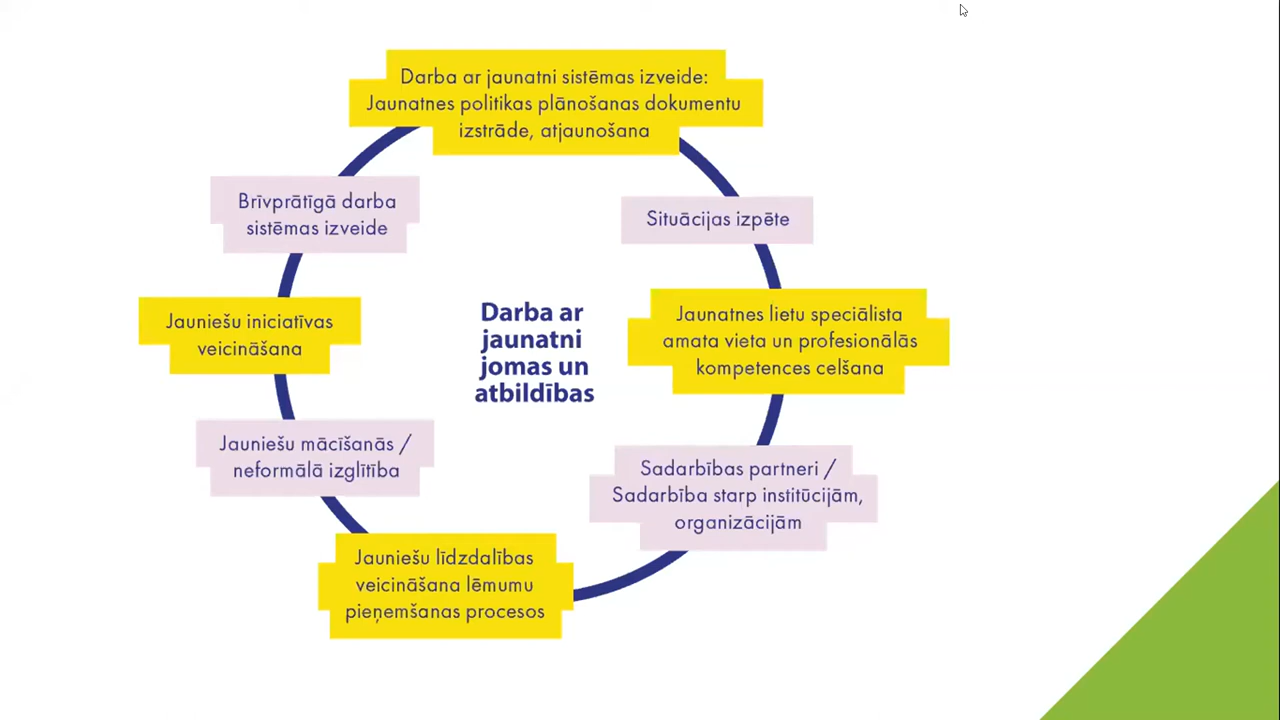 Darba ar jaunatni sistēmas izveide:
Jaunatnes politikas plānošanas dokumentu
izstrāde, atjaunošana
Situācijas izpēte
Jaunatnes lietu speciālista
amata vieta un profesionālās
kompetences celšana
Sadarbības partneri /
Sadarbība starp institūcijām,
organizācijām
Jauniešu līdzdalības
veicināšana lēmumu
pieņemšanas procesos
Jauniešu mācīšanās /
neformālā izglītība
Jauniešu iniciatīvas
veicināšana
Brīvprātīgā darba
sistēmas izveide
Darba ar
jaunatni
jomas un
atbildības